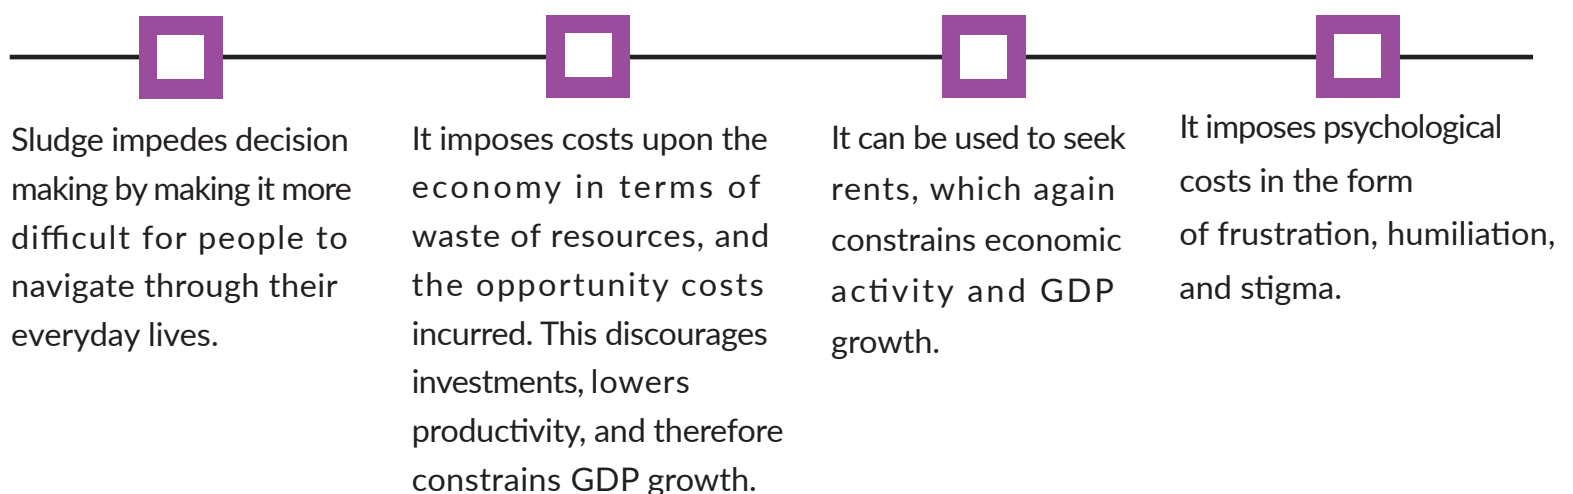 Sludge impedes decision
making by making it more
difficult for people to
navigate through their
everyday lives.
It imposes costs upon the
economy in terms of
waste of resources, and
the opportunity costs
incurred. This discourages
investments, lowers
productivity, and therefore
constrains GDP growth.
It can be used to seek
rents, which again
constrains economic
activity and GDP
growth.
It imposes psychological
costs in the form
of frustration, humiliation,
and stigma.